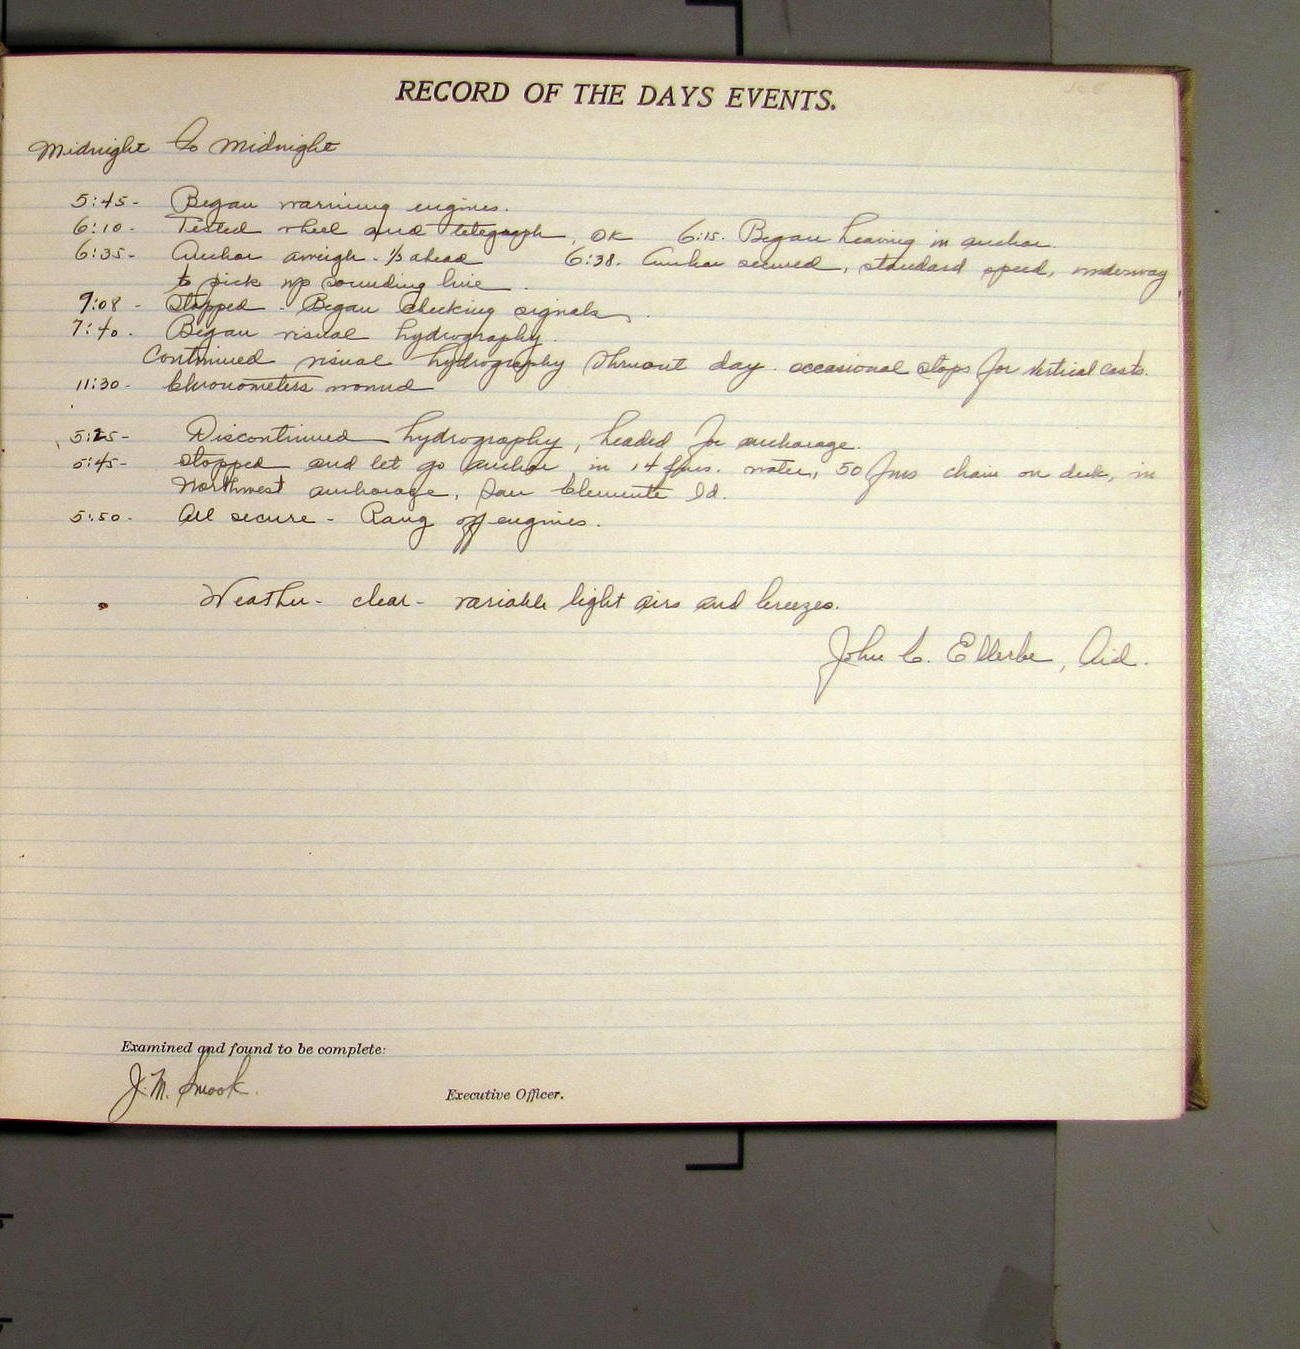 RECORD OF THE DAYS EVENTS.
Midnight to Midnight
5:45- Began warming engines.
6:10- Tested wheel and telegraph, OK 6:15. Began heaving in anchor.
6:35- Anchor aweigh - 1/3 ahead 6:38. Anchor secured, standard speed, underway
to pick up sounding line.
9:08 - Stopped - Began checking signals.
7:40. Began visual hydrography.
Continued visual hydrography thruout day. occasional stops for vertical casts.
11:30- Chronometers wound
5:25- Discontinued hydrography, headed for anchorage.
5:45- Stopped and let go anchor in 14 fms. water, 50 fms chain on deck, in
Northwest anchorage, San Clemente Id.
5:50- All secure - Rang off engines.
Weather - clear - variable light airs and breezes.
John C. Ellerbe, Aid.
Examined and found to be complete:
J. M. Smook.
Executive Officer.